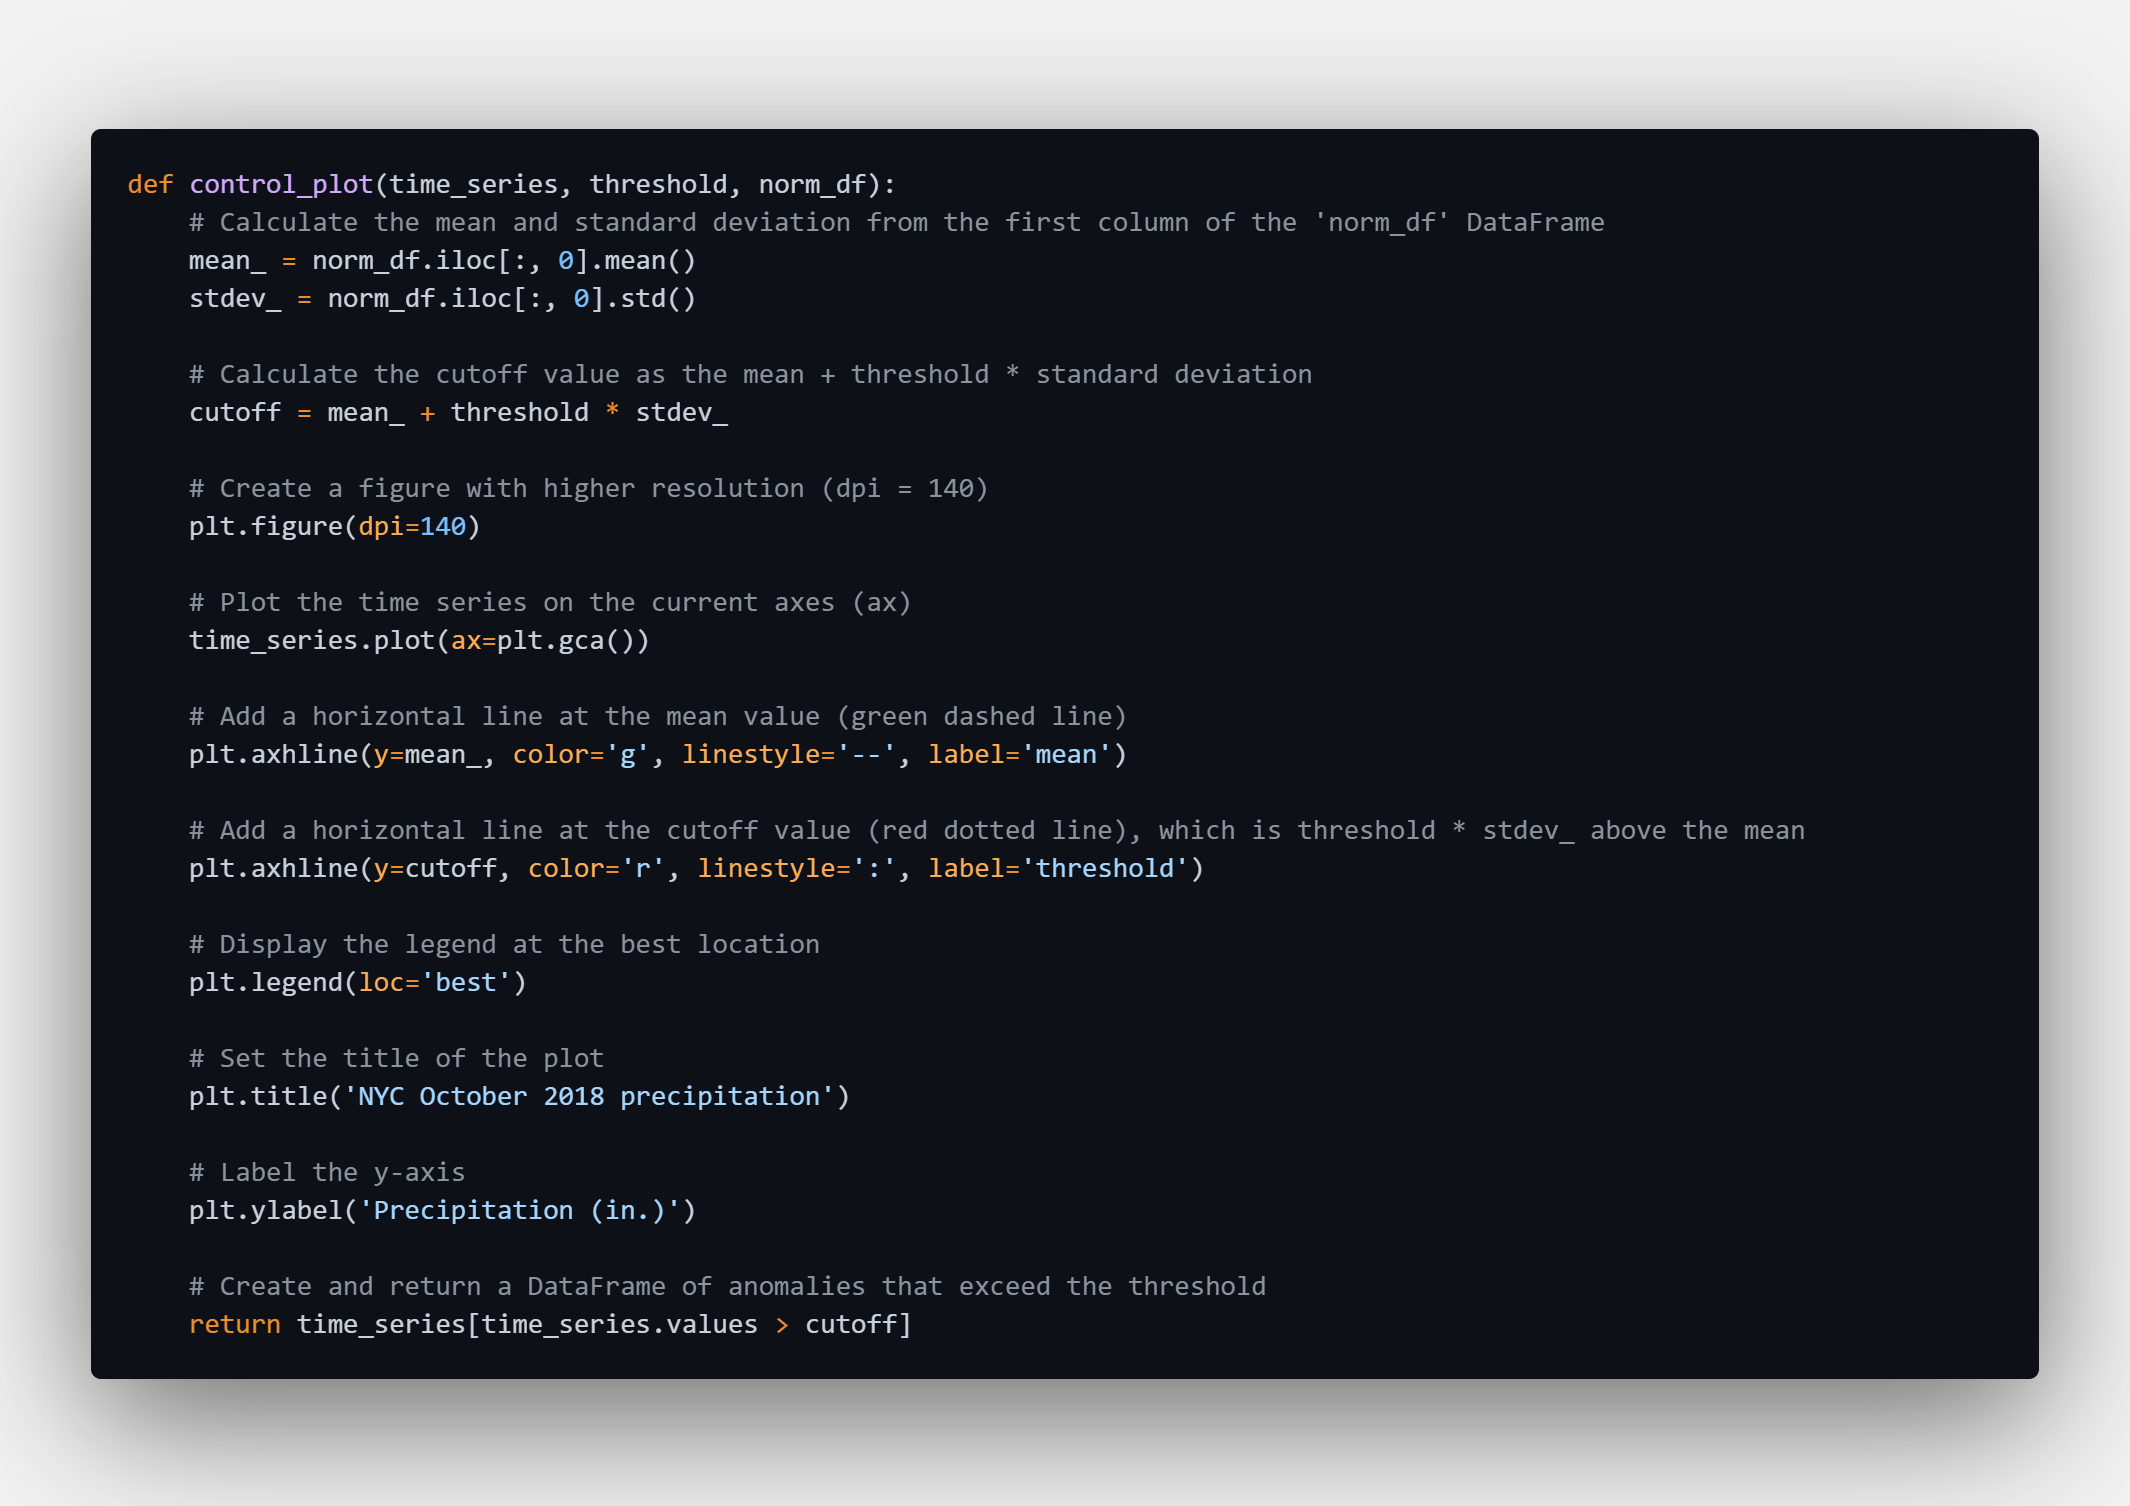 def control_plot(time_series, threshold, norm_df):
    # Calculate the mean and standard deviation from the first column of the 'norm_df' DataFrame
    mean_ = norm_df.iloc[:, 0].mean()
    stdev_ = norm_df.iloc[:, 0].std()

    # Calculate the cutoff value as the mean + threshold * standard deviation
    cutoff = mean_ + threshold * stdev_

    # Create a figure with higher resolution (dpi = 140)
    plt.figure(dpi=140)

    # Plot the time series on the current axes (ax)
    time_series.plot(ax=plt.gca())

    # Add a horizontal line at the mean value (green dashed line)
    plt.axhline(y=mean_, color='g', linestyle='--', label='mean')

    # Add a horizontal line at the cutoff value (red dotted line), which is threshold * stdev_ above the mean
    plt.axhline(y=cutoff, color='r', linestyle=':', label='threshold')

    # Display the legend at the best location
    plt.legend(loc='best')

    # Set the title of the plot
    plt.title('NYC October 2018 precipitation')

    # Label the y-axis
    plt.ylabel('Precipitation (in.)')

    # Create and return a DataFrame of anomalies that exceed the threshold
    return time_series[time_series.values > cutoff]